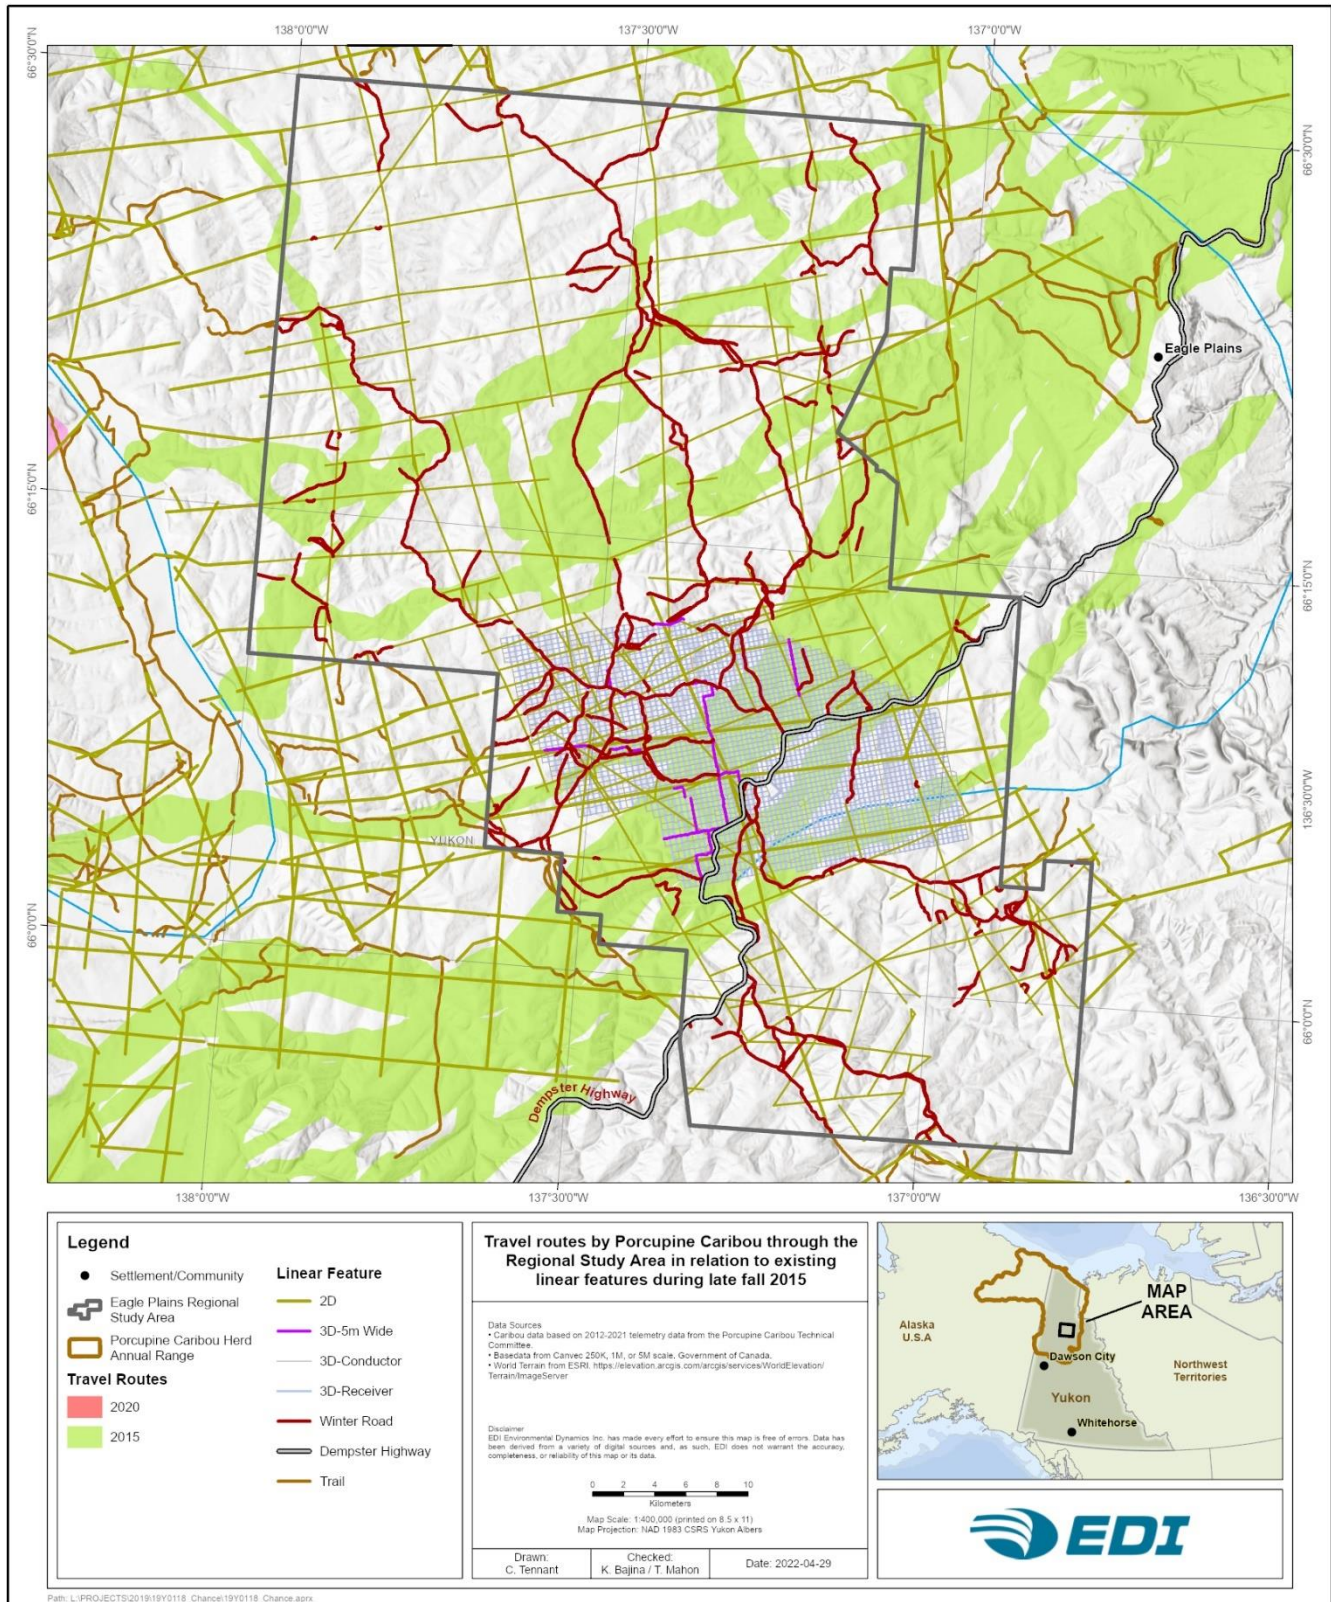 138°0'0"W
137°30'0"W
137°0'0"W
66°30'0"N
66°30'0"N
Eagle Plains
66°15'0"N
66°15'0"N
136°30'0"W
YUKON
66°0'0"N
66°0'0"N
Dempster Highway
138°0'0"W
137°30'0"W
137°0'0"W
136°30'0"W
Legend
Settlement/Community
Eagle Plains Regional
Study Area
Porcupine Caribou Herd
Annual Range
Travel Routes
2020
2015
Linear Feature
2D
3D-5m Wide
3D-Conductor
3D-Receiver
Winter Road
Dempster Highway
Trail
Travel routes by Porcupine Caribou through the
Regional Study Area in relation to existing
linear features during late fall 2015
Data Sources
• Caribou data based on 2012-2021 telemetry data from the Porcupine Caribou Technical
Committee.
• Basedata from Canvec 250K, 1M, or 5M scale, Government of Canada.
• World Terrain from ESRI, https://elevation.arcgis.com/arcgis/services/WorldElevation/
Terrain/ImageServer
Disclaimer
EDI Environmental Dynamics Inc. has made every effort to ensure this map is free of errors. Data has
been derived from a variety of digital sources and, as such, EDI does not warrant the accuracy,
completeness, or reliability of this map or its data.
0 2 4 6 8 10
Kilometers
Map Scale: 1:400,000 (printed on 8.5 x 11)
Map Projection: NAD 1983 CSRS Yukon Albers
Drawn:
C. Tennant
Checked:
K. Bajina / T. Mahon
Date: 2022-04-29
MAP
AREA
Alaska
U.S.A
Dawson City
Northwest
Territories
Yukon
Whitehorse
EDI
Path: L:\PROJECTS\2019\19Y0118_Chance\19Y0118_Chance.aprx